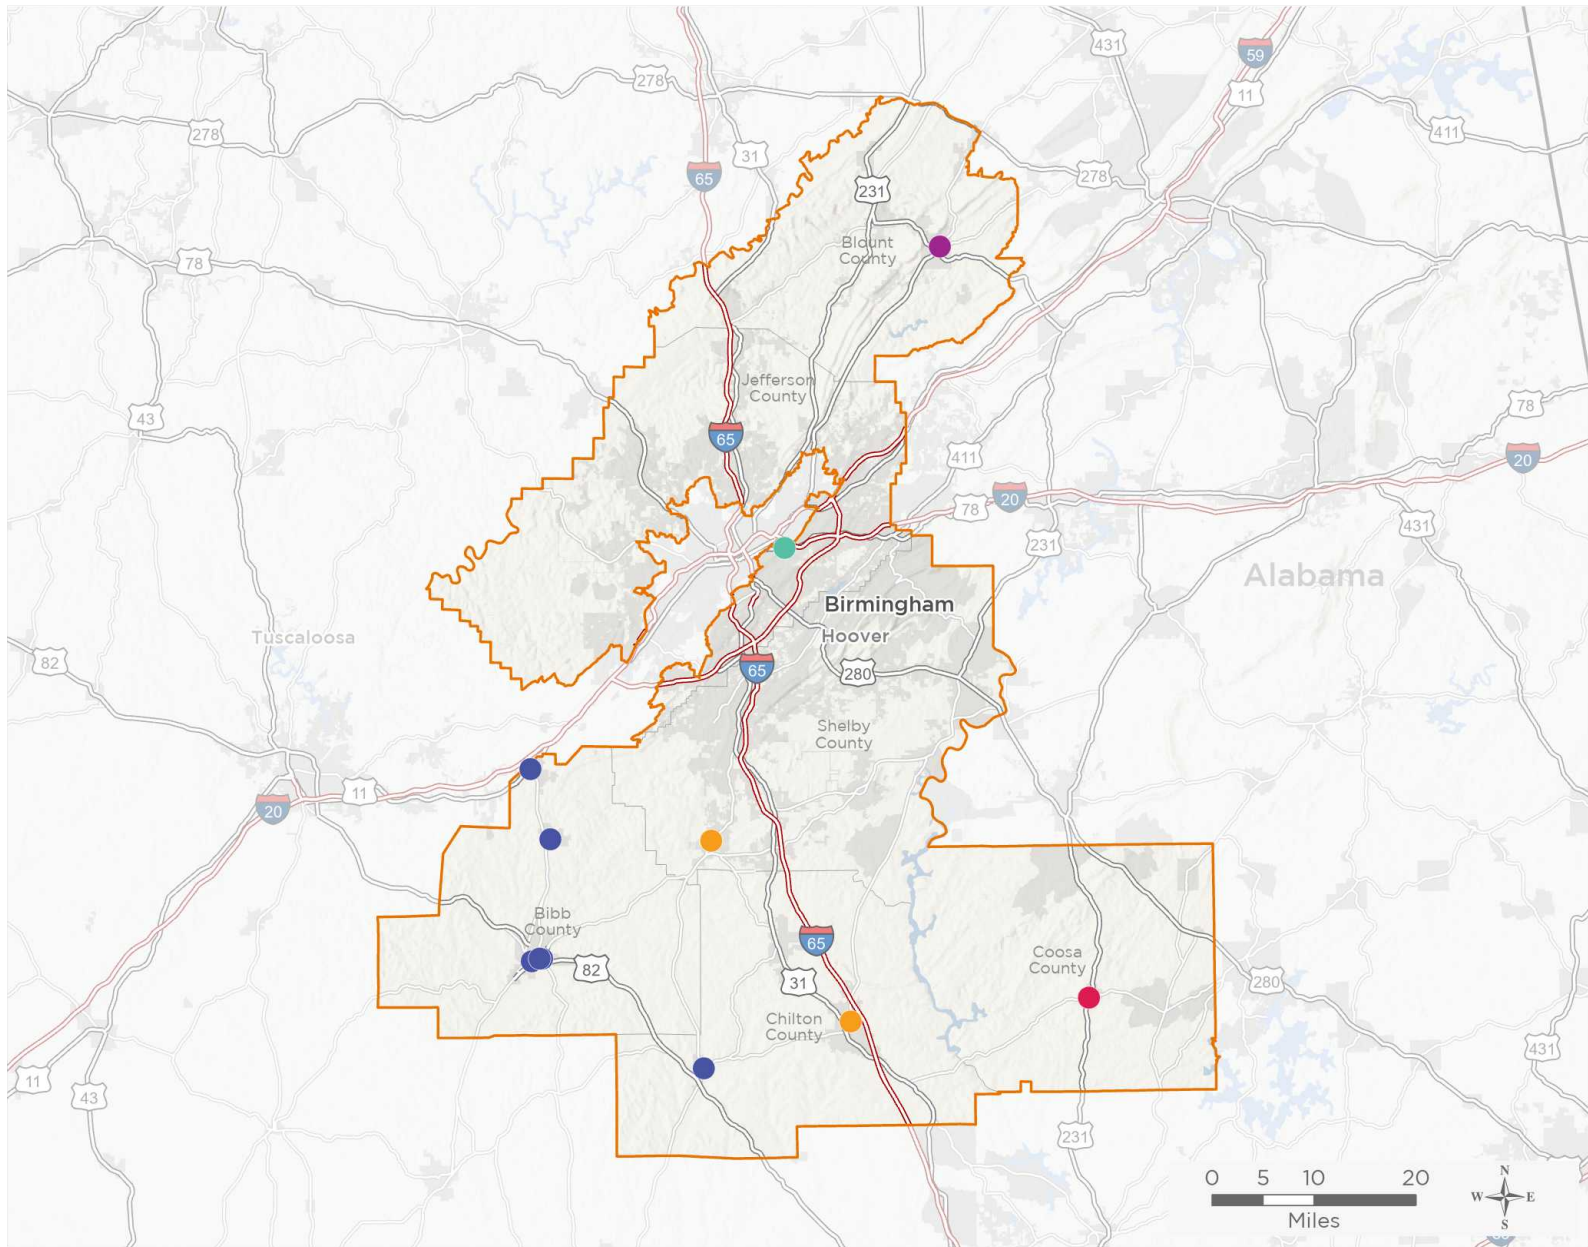 431
59
11
278
278
31
411
65
278
231
Blount
County
78
Jefferson
County
43
78
65
411
20
20
78
431
231
Alabama
Birmingham
Tuscaloosa
Hoover
82
65
280
Shelby
County
11
20
Bibb
County
65
Coosa
County
82
31
280
Chilton
County
431
11
43
231
0 5 10 20
Miles
N
W E
S